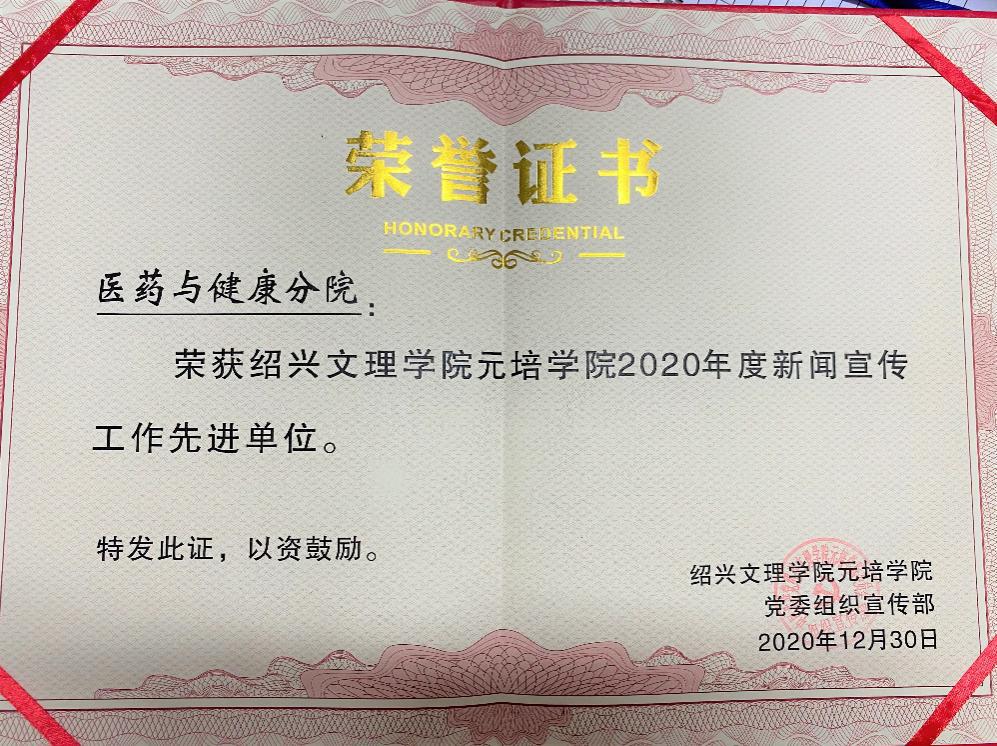 荣誉证书
HONORARY CREDENTIAL
医药与健康分院：
荣获绍兴文理学院元培学院2020年度新闻宣传
工作先进单位。
特发此证，以资鼓励。
绍兴文理学院元培学院
党委组织宣传部
2020年12月30日